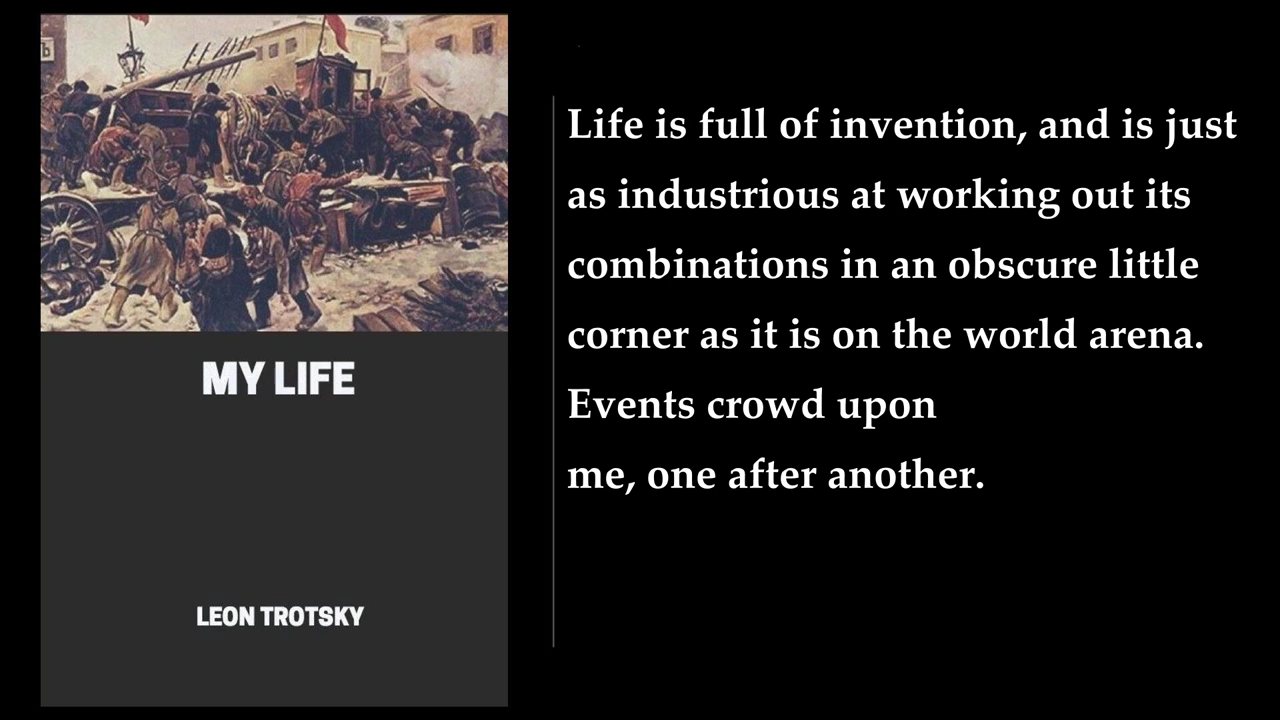 MY LIFE
LEON TROTSKY
Life is full of invention, and is just
as industrious at working out its
combinations in an obscure little
corner as it is on the world arena.
Events crowd upon
me, one after another.